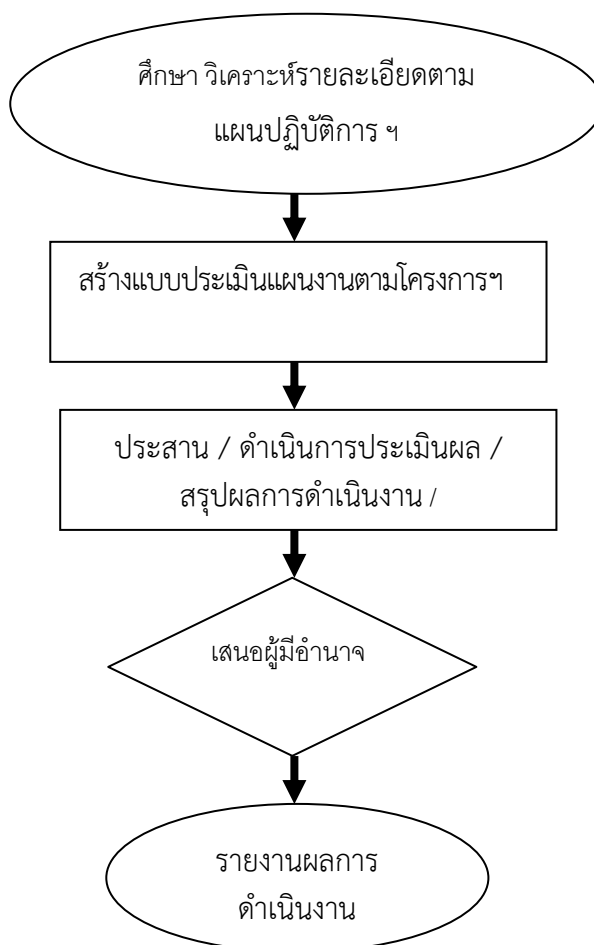 ศึกษา วิเคราะห์รายละเอียดตาม
แผนปฏิบัติการ ฯ
สร้างแบบประเมินแผนงานตามโครงการฯ
ประสาน / ดำเนินการประเมินผล /
สรุปผลการดำเนินงาน /
เสนอผู้มีอำนาจ
รายงานผลการ
ดำเนินงาน